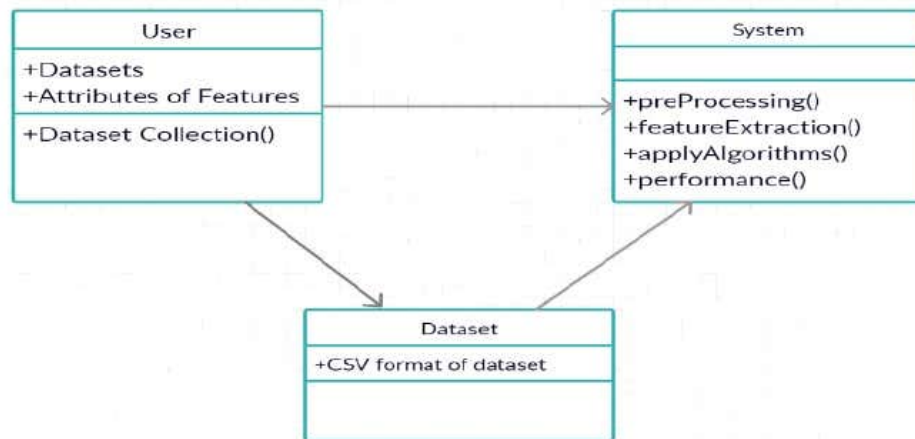 User
+Datasets
+Attributes of Features
+Dataset Collection()
System
+preProcessing()
+featureExtraction()
+applyAlgorithms()
+performance()
Dataset
+CSV format of dataset